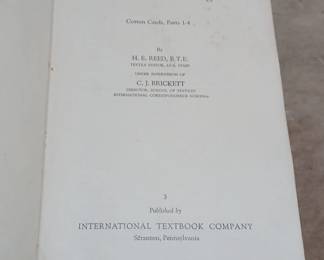 Cotton Cards, Parts 1-4
By
H. E. REED, B.T.E.
TEXTILE EDITOR, I.C.S. STAFF
UNDER SUPERVISION OF
C. J. BRICKETT
DIRECTOR, SCHOOL OF TEXTILES
INTERNATIONAL CORRESPONDENCE SCHOOLS
3
Published by
INTERNATIONAL TEXTBOOK COMPANY
Scranton, Pennsylvania